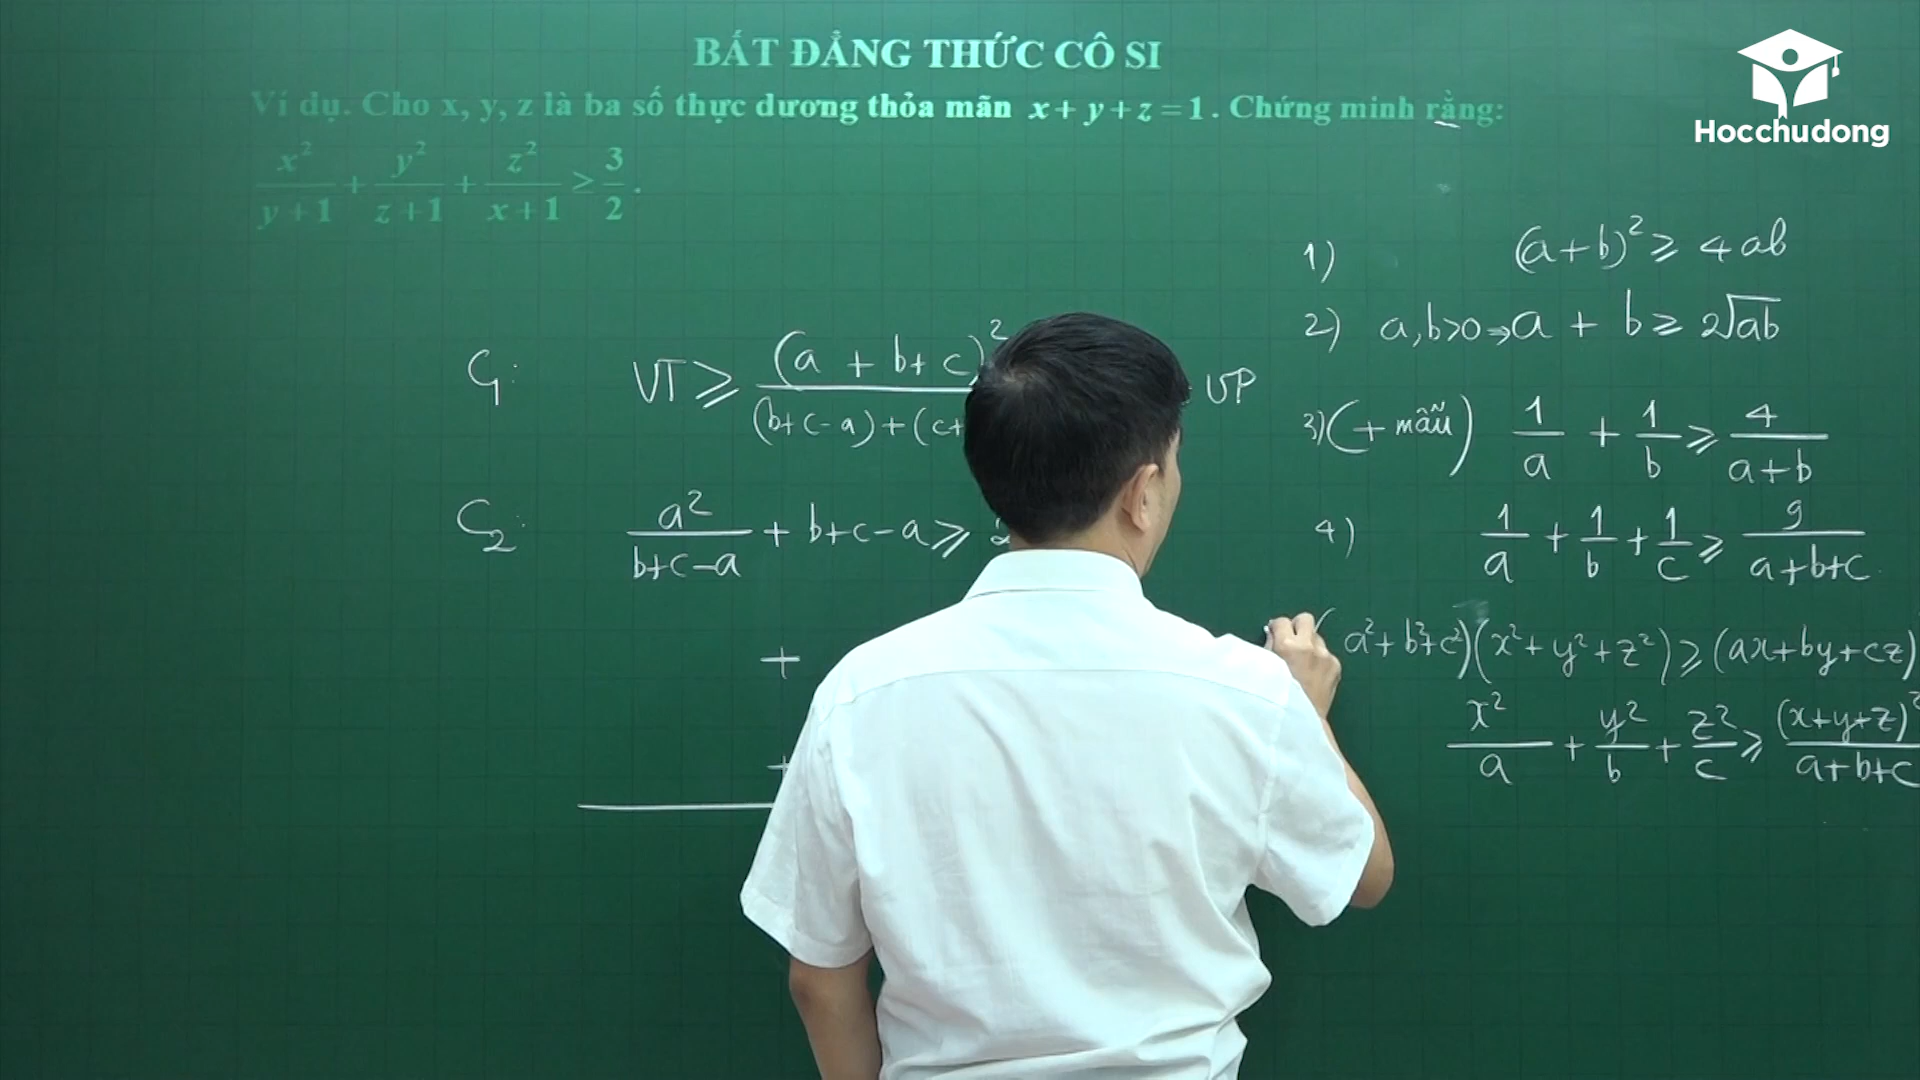 BẤT ĐẲNG THỨC CÔ SI
Hocchudong
Ví dụ. Cho x, y, z là ba số thực dương thỏa mãn x + y + z = 1. Chứng minh rằng:
x²/(y+1) + y²/(z+1) + z²/(x+1) ≥ 3/2.
1) (a+b)² ≥ 4ab
2) a,b>0 ⇒ a + b ≥ 2√ab
C₁: VT ≥ (a + b + c)² / (b+c-a)+(c+ VP
3) (+ mẫu) 1/a + 1/b ≥ 4/(a+b)
C₂: a²/(b+c-a) + b+c-a ≥
4) 1/a + 1/b + 1/c ≥ 9/(a+b+c)
(a²+b²+c²)(x²+y²+z²) ≥ (ax+by+cz)
+
x²/a + y²/b + z²/c ≥ (x+y+z)²/(a+b+c
+